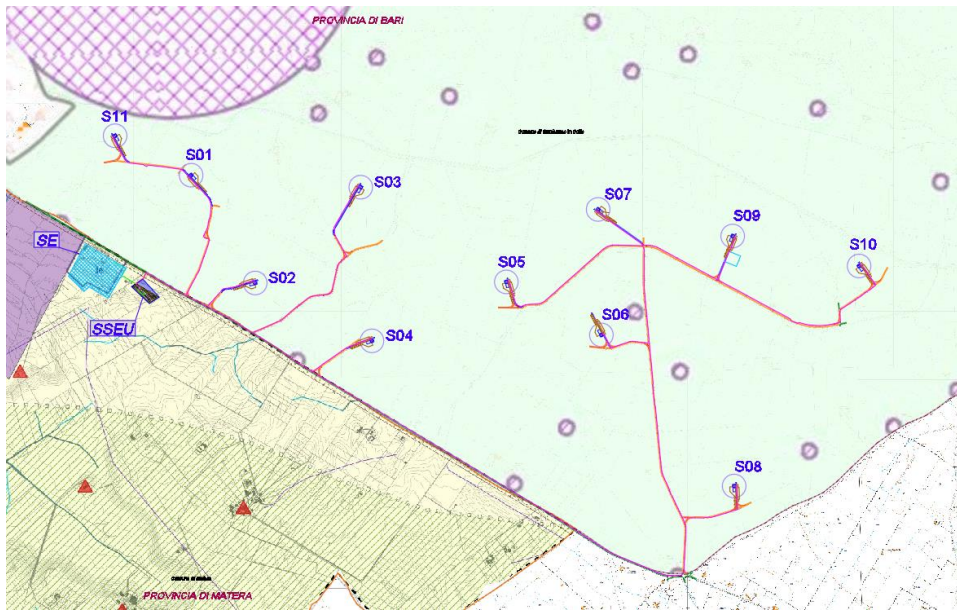 PROVINCIA DI BARI
S11
S01
S03
S07
S09
S10
SE
S02
S05
S06
SSEU
S04
S08
PROVINCIA DI MATERA